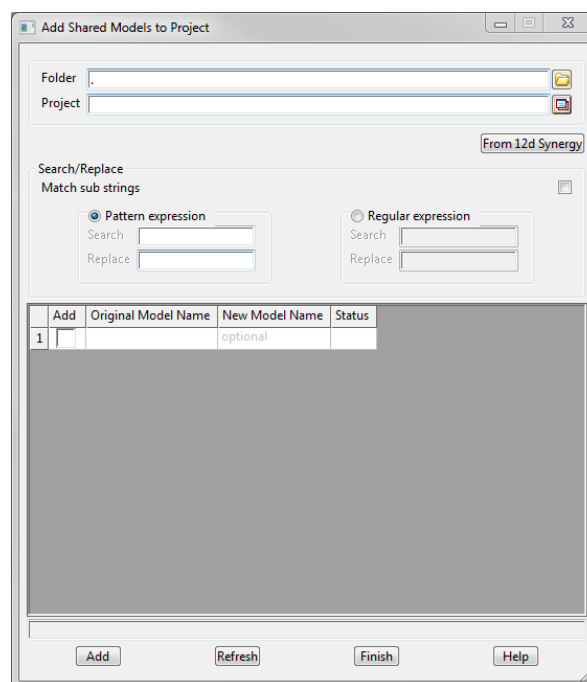 Add Shared Models to Project
Folder .
Project
From 12d Synergy
Search/Replace
Match sub strings
Pattern expression Regular expression
Search Search
Replace Replace
Add Original Model Name New Model Name Status
1 optional
Add Refresh Finish Help